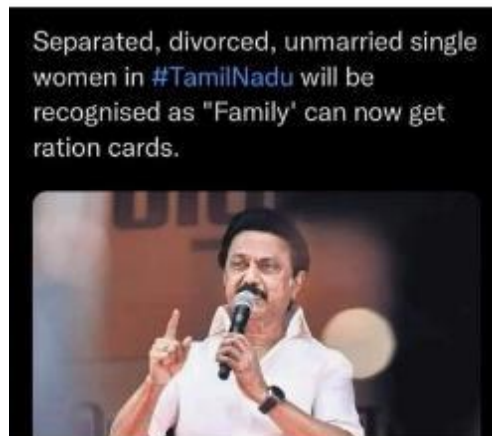 Separated, divorced, unmarried single
women in #TamilNadu will be
recognised as "Family' can now get
ration cards.